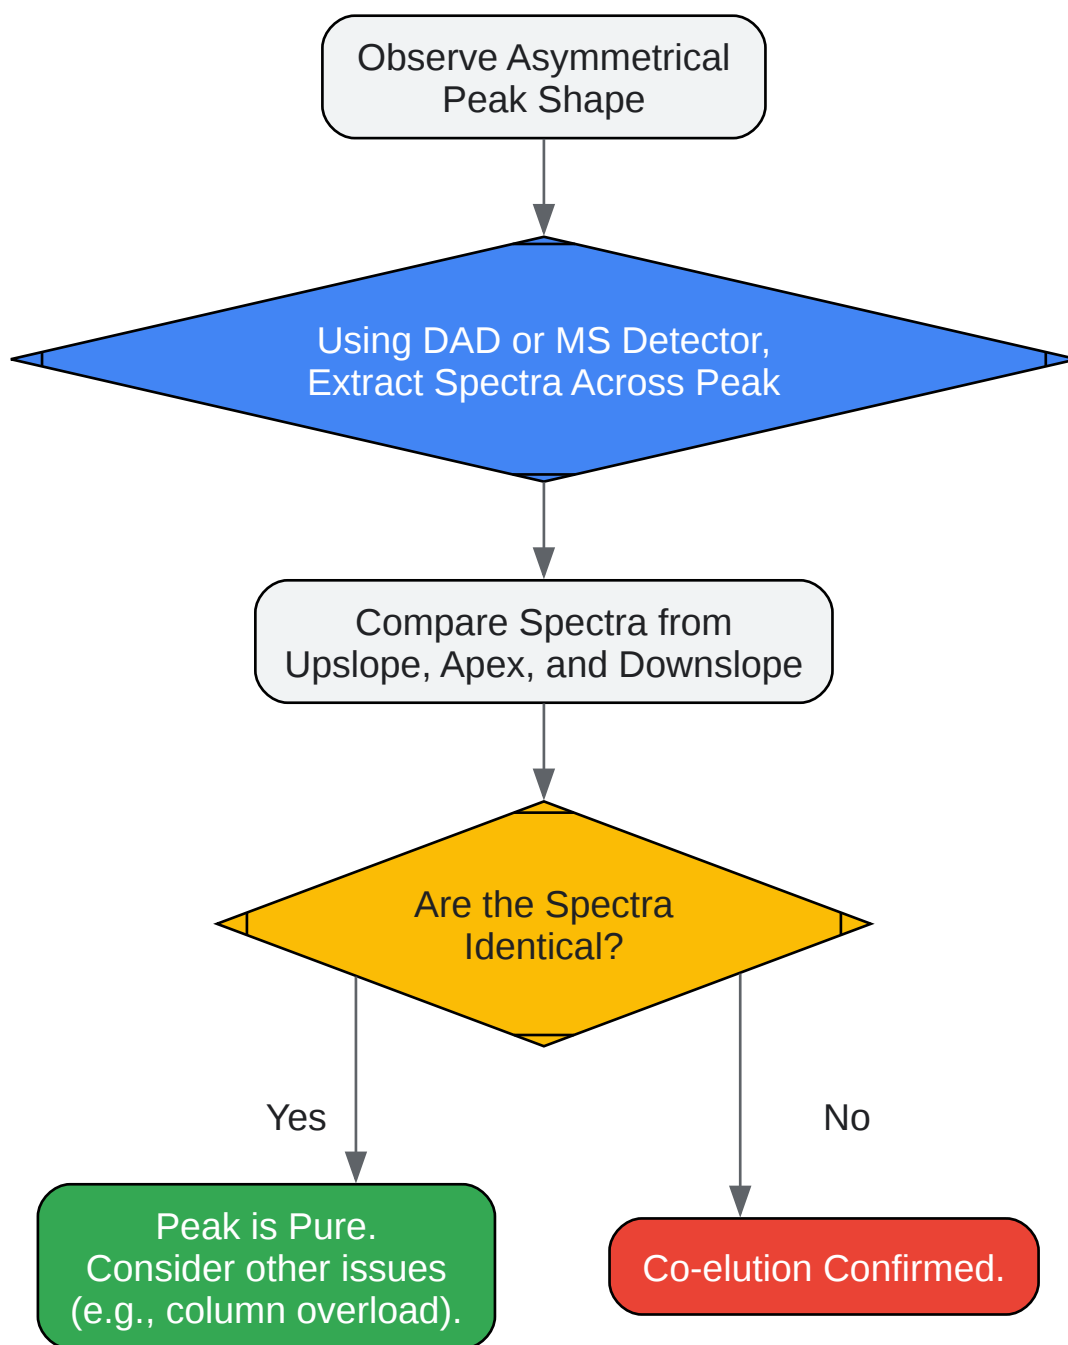 Observe Asymmetrical
Peak Shape
Using DAD or MS Detector,
Extract Spectra Across Peak
Compare Spectra from
Upslope, Apex, and Downslope
Are the Spectra
Identical?
Yes
No
Peak is Pure.
Consider other issues
(e.g., column overload).
Co-elution Confirmed.